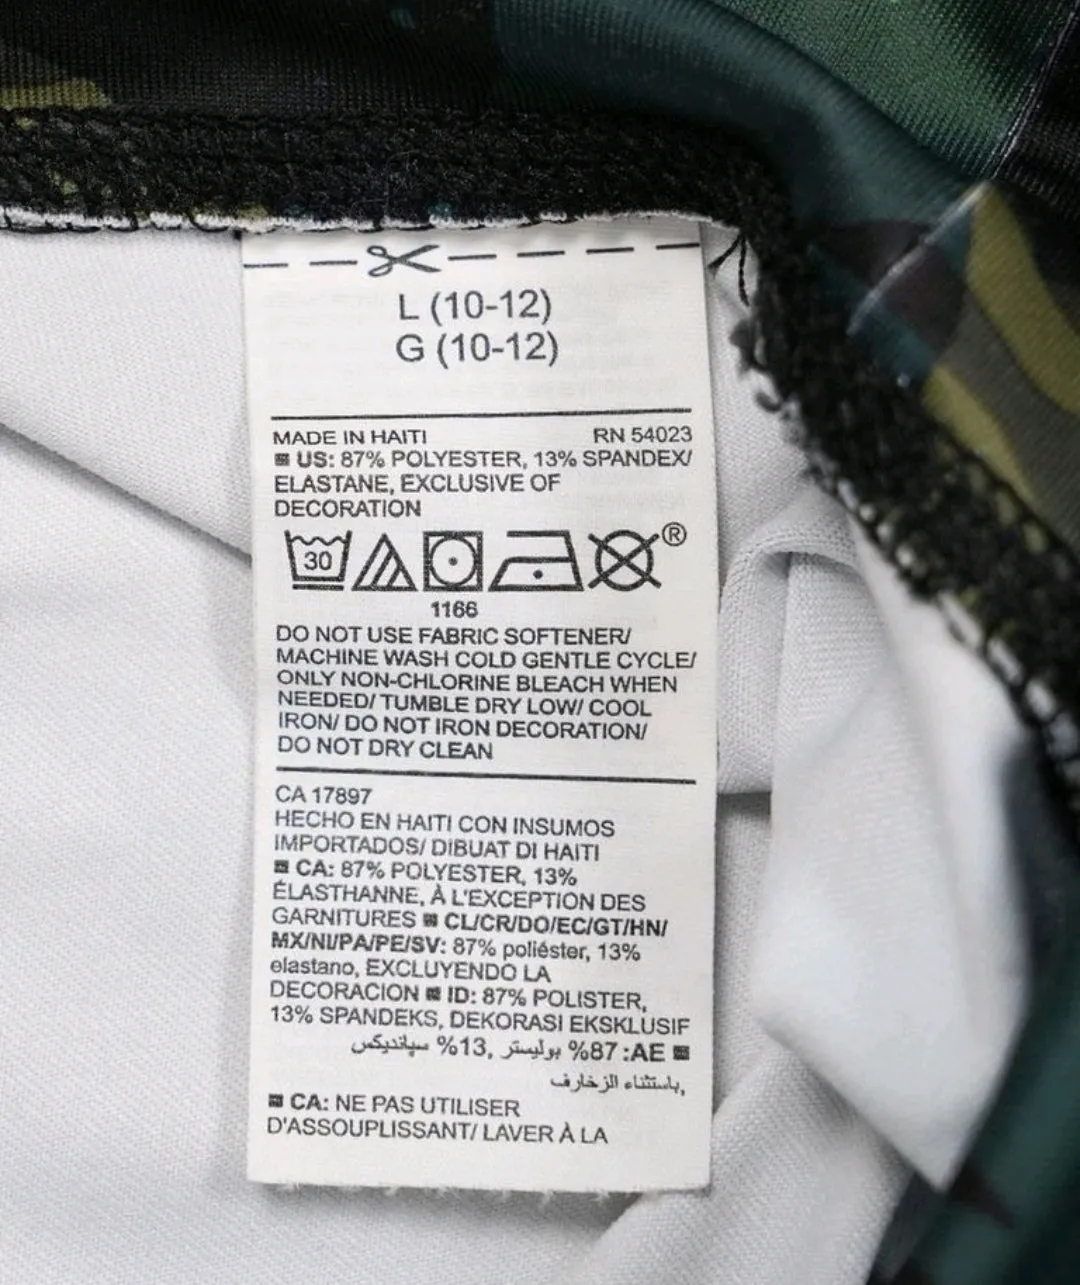 L (10-12)
G (10-12)
MADE IN HAITI RN 54023
US: 87% POLYESTER, 13% SPANDEX/
ELASTANE, EXCLUSIVE OF
DECORATION
30 ®
1166
DO NOT USE FABRIC SOFTENER/
MACHINE WASH COLD GENTLE CYCLE/
ONLY NON-CHLORINE BLEACH WHEN
NEEDED/ TUMBLE DRY LOW/ COOL
IRON/ DO NOT IRON DECORATION/
DO NOT DRY CLEAN
CA 17897
HECHO EN HAITI CON INSUMOS
IMPORTADOS/ DIBUAT DI HAITI
CA: 87% POLYESTER, 13%
ÉLASTHANNE, À L'EXCEPTION DES
GARNITURES CL/CR/DO/EC/GT/HN/
MX/NI/PA/PE/SV: 87% poliéster, 13%
elastano, EXCLUYENDO LA
DECORACION ID: 87% POLISTER,
13% SPANDEKS, DEKORASI EKSKLUSIF
AE: 87% بوليستر, 13% سپانديكس
,باستثناء الزخارف
CA: NE PAS UTILISER
D'ASSOUPLISSANT/ LAVER À LA